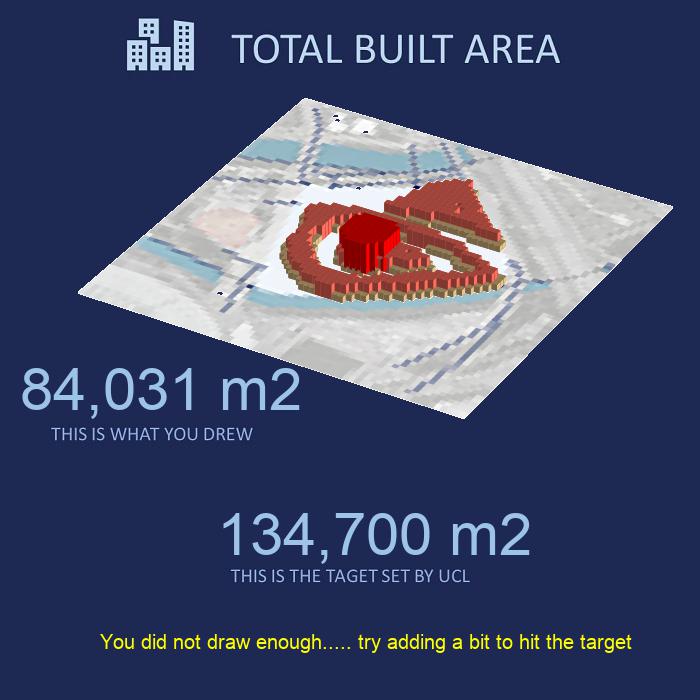 TOTAL BUILT AREA
84,031 m2
THIS IS WHAT YOU DREW
134,700 m2
THIS IS THE TAGET SET BY UCL
You did not draw enough..... try adding a bit to hit the target